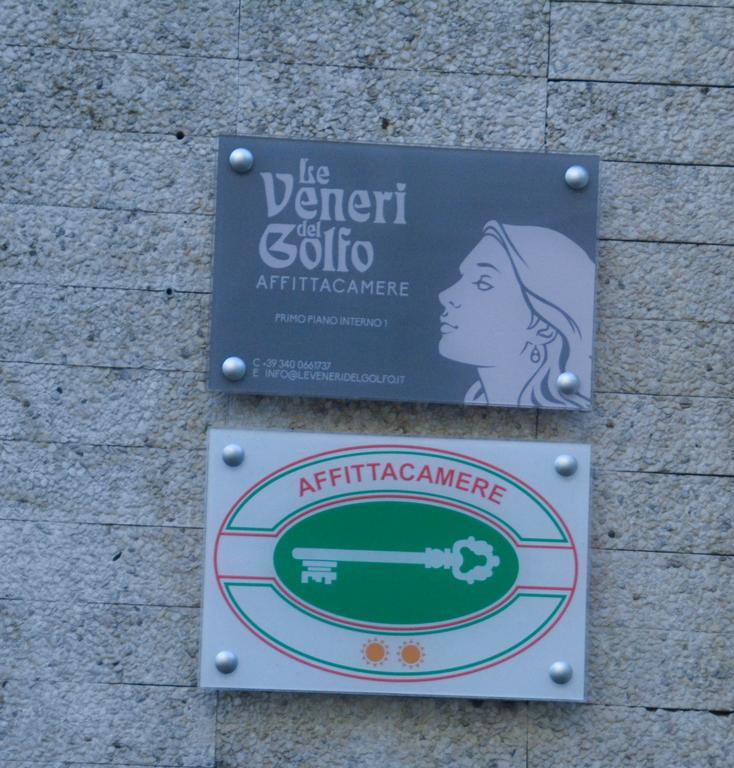 Le
Veneri
del
Golfo
AFFITTACAMERE
PRIMO PIANO INTERNO 1
C +39 340 0661737
E INFO@LEVENERIDELGOLFO.IT
AFFITTACAMERE